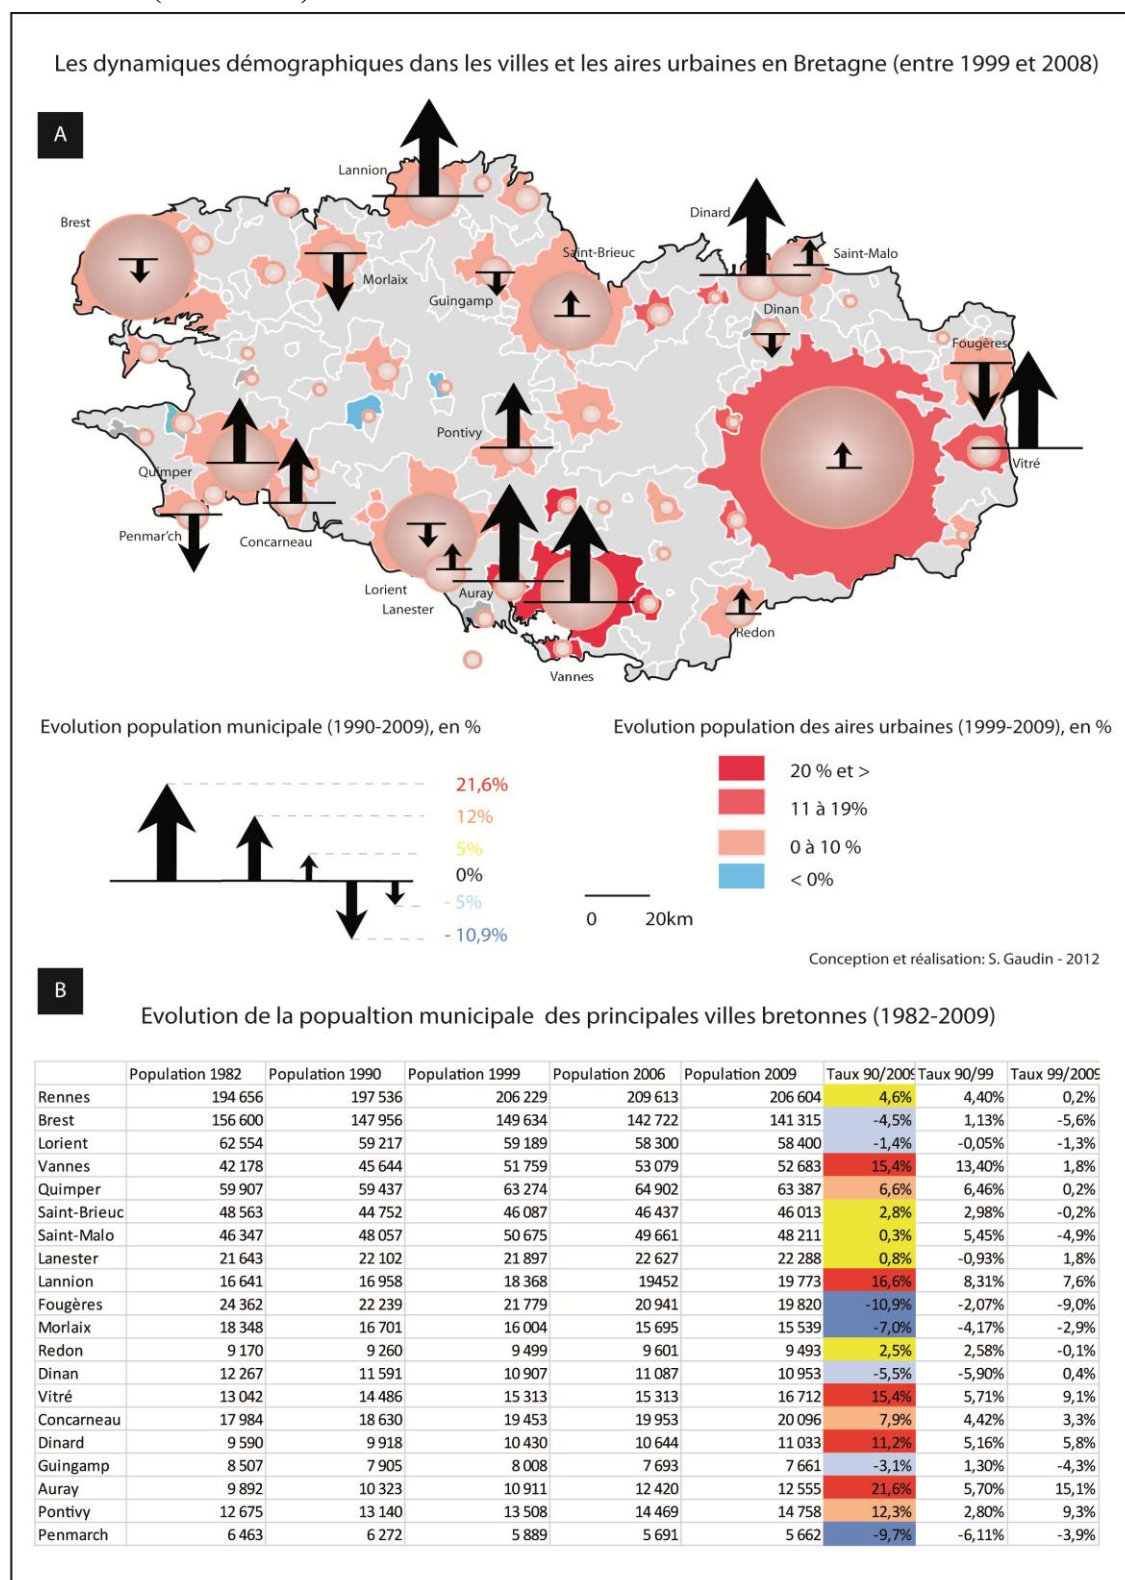 Les dynamiques démographiques dans les villes et les aires urbaines en Bretagne (entre 1999 et 2008)
A
Lannion
Brest
Dinard
Saint-Brieuc
Saint-Malo
Morlaix
Guingamp
Dinan
Fougères
Pontivy
Quimper
Vitré
Penmar'ch
Concarneau
Lorient
Auray
Lanester
Redon
Vannes
Evolution population municipale (1990-2009), en %
21,6%
12%
5%
0%
- 5%
- 10,9%
0 20km
Evolution population des aires urbaines (1999-2009), en %
20 % et >
11 à 19%
0 à 10 %
< 0%
Conception et réalisation: S. Gaudin - 2012
B
Evolution de la popualtion municipale des principales villes bretonnes (1982-2009)
Population 1982 Population 1990 Population 1999 Population 2006 Population 2009 Taux 90/2009 Taux 90/99 Taux 99/2009
Rennes 194 656 197 536 206 229 209 613 206 604 4,6% 4,40% 0,2%
Brest 156 600 147 956 149 634 142 722 141 315 -4,5% 1,13% -5,6%
Lorient 62 554 59 217 59 189 58 300 58 400 -1,4% -0,05% -1,3%
Vannes 42 178 45 644 51 759 53 079 52 683 15,4% 13,40% 1,8%
Quimper 59 907 59 437 63 274 64 902 63 387 6,6% 6,46% 0,2%
Saint-Brieuc 48 563 44 752 46 087 46 437 46 013 2,8% 2,98% -0,2%
Saint-Malo 46 347 48 057 50 675 49 661 48 211 0,3% 5,45% -4,9%
Lanester 21 643 22 102 21 897 22 627 22 288 0,8% -0,93% 1,8%
Lannion 16 641 16 958 18 368 19452 19 773 16,6% 8,31% 7,6%
Fougères 24 362 22 239 21 779 20 941 19 820 -10,9% -2,07% -9,0%
Morlaix 18 348 16 701 16 004 15 695 15 539 -7,0% -4,17% -2,9%
Redon 9 170 9 260 9 499 9 601 9 493 2,5% 2,58% -0,1%
Dinan 12 267 11 591 10 907 11 087 10 953 -5,5% -5,90% 0,4%
Vitré 13 042 14 486 15 313 15 313 16 712 15,4% 5,71% 9,1%
Concarneau 17 984 18 630 19 453 19 953 20 096 7,9% 4,42% 3,3%
Dinard 9 590 9 918 10 430 10 644 11 033 11,2% 5,16% 5,8%
Guingamp 8 507 7 905 8 008 7 693 7 661 -3,1% 1,30% -4,3%
Auray 9 892 10 323 10 911 12 420 12 555 21,6% 5,70% 15,1%
Pontivy 12 675 13 140 13 508 14 469 14 758 12,3% 2,80% 9,3%
Penmarch 6 463 6 272 5 889 5 691 5 662 -9,7% -6,11% -3,9%